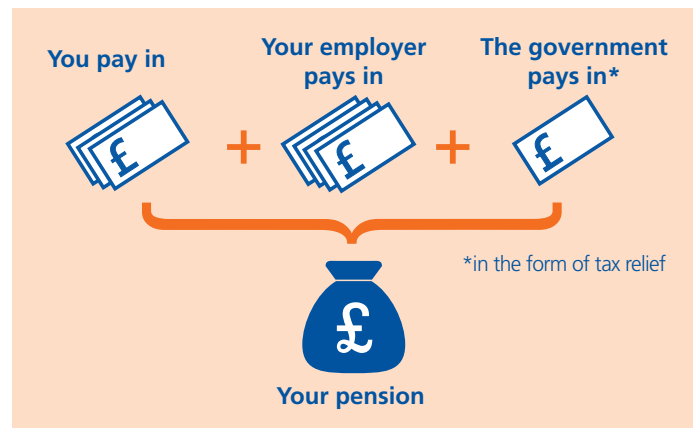 You pay in
Your employer
pays in
The government
pays in*
£
+
£
+
£
*in the form of tax relief
£
Your pension